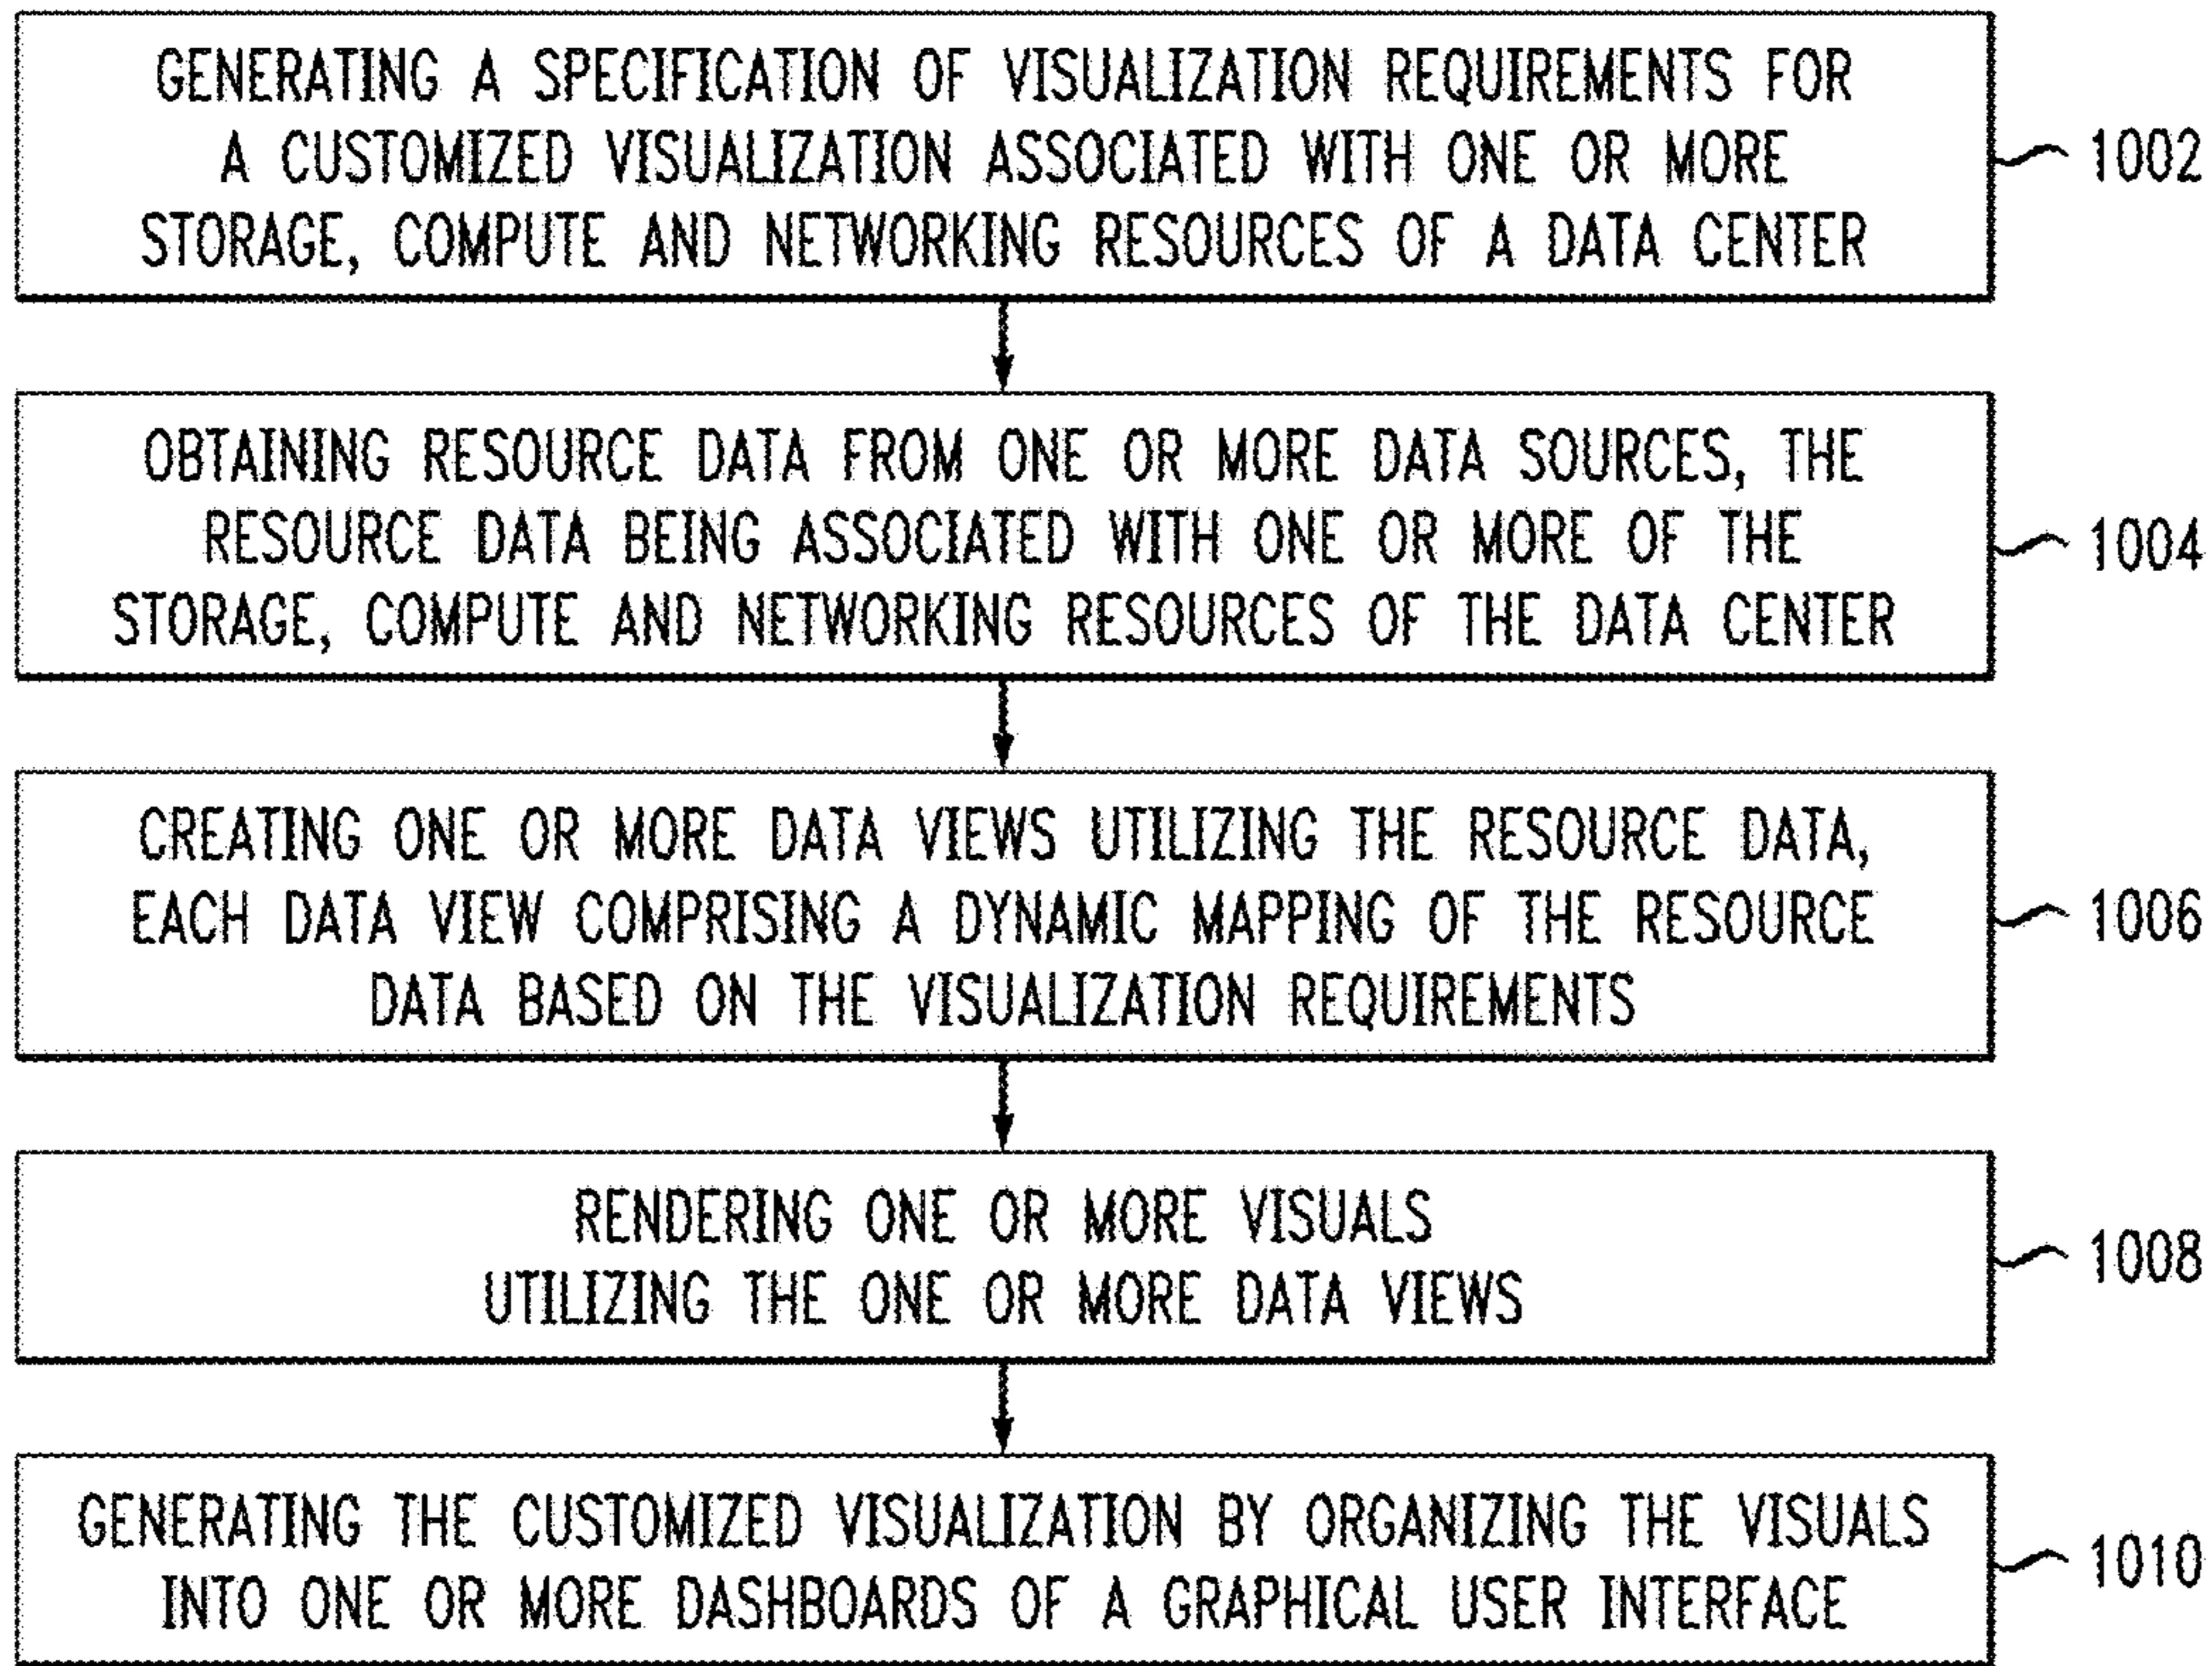 GENERATING A SPECIFICATION OF VISUALIZATION REQUIREMENTS FOR
A CUSTOMIZED VISUALIZATION ASSOCIATED WITH ONE OR MORE
STORAGE, COMPUTE AND NETWORKING RESOURCES OF A DATA CENTER
1002
OBTAINING RESOURCE DATA FROM ONE OR MORE DATA SOURCES, THE
RESOURCE DATA BEING ASSOCIATED WITH ONE OR MORE OF THE
STORAGE, COMPUTE AND NETWORKING RESOURCES OF THE DATA CENTER
1004
CREATING ONE OR MORE DATA VIEWS UTILIZING THE RESOURCE DATA,
EACH DATA VIEW COMPRISING A DYNAMIC MAPPING OF THE RESOURCE
DATA BASED ON THE VISUALIZATION REQUIREMENTS
1006
RENDERING ONE OR MORE VISUALS
UTILIZING THE ONE OR MORE DATA VIEWS
1008
GENERATING THE CUSTOMIZED VISUALIZATION BY ORGANIZING THE VISUALS
INTO ONE OR MORE DASHBOARDS OF A GRAPHICAL USER INTERFACE
1010